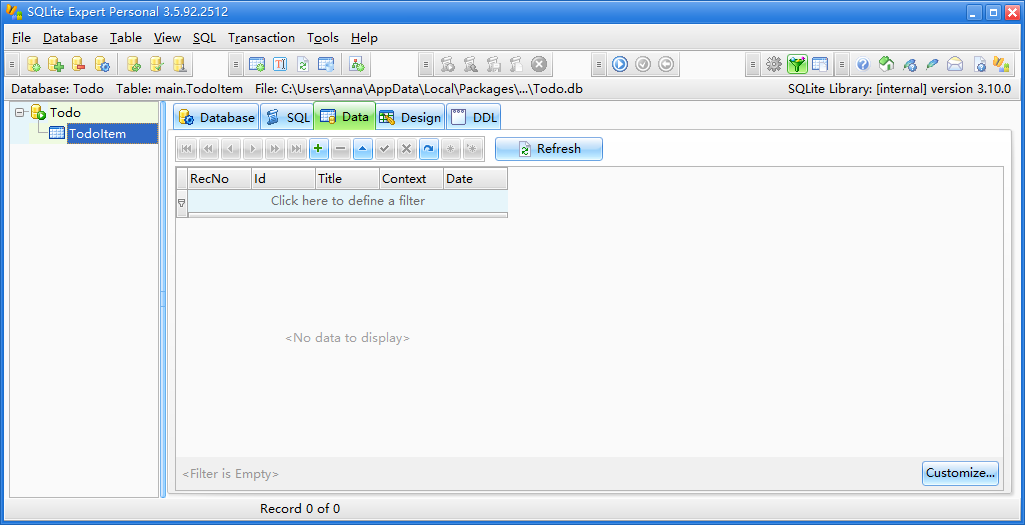 SQLite Expert Personal 3.5.92.2512
File Database Table View SQL Transaction Tools Help
Database: Todo Table: main.TodoItem File: C:\Users\anna\AppData\Local\Packages\...\Todo.db SQLite Library: [internal] version 3.10.0
Todo
TodoItem
Database SQL Data Design DDL
Refresh
RecNo Id Title Context Date
Click here to define a filter
<No data to display>
<Filter is Empty>
Customize...
Record 0 of 0